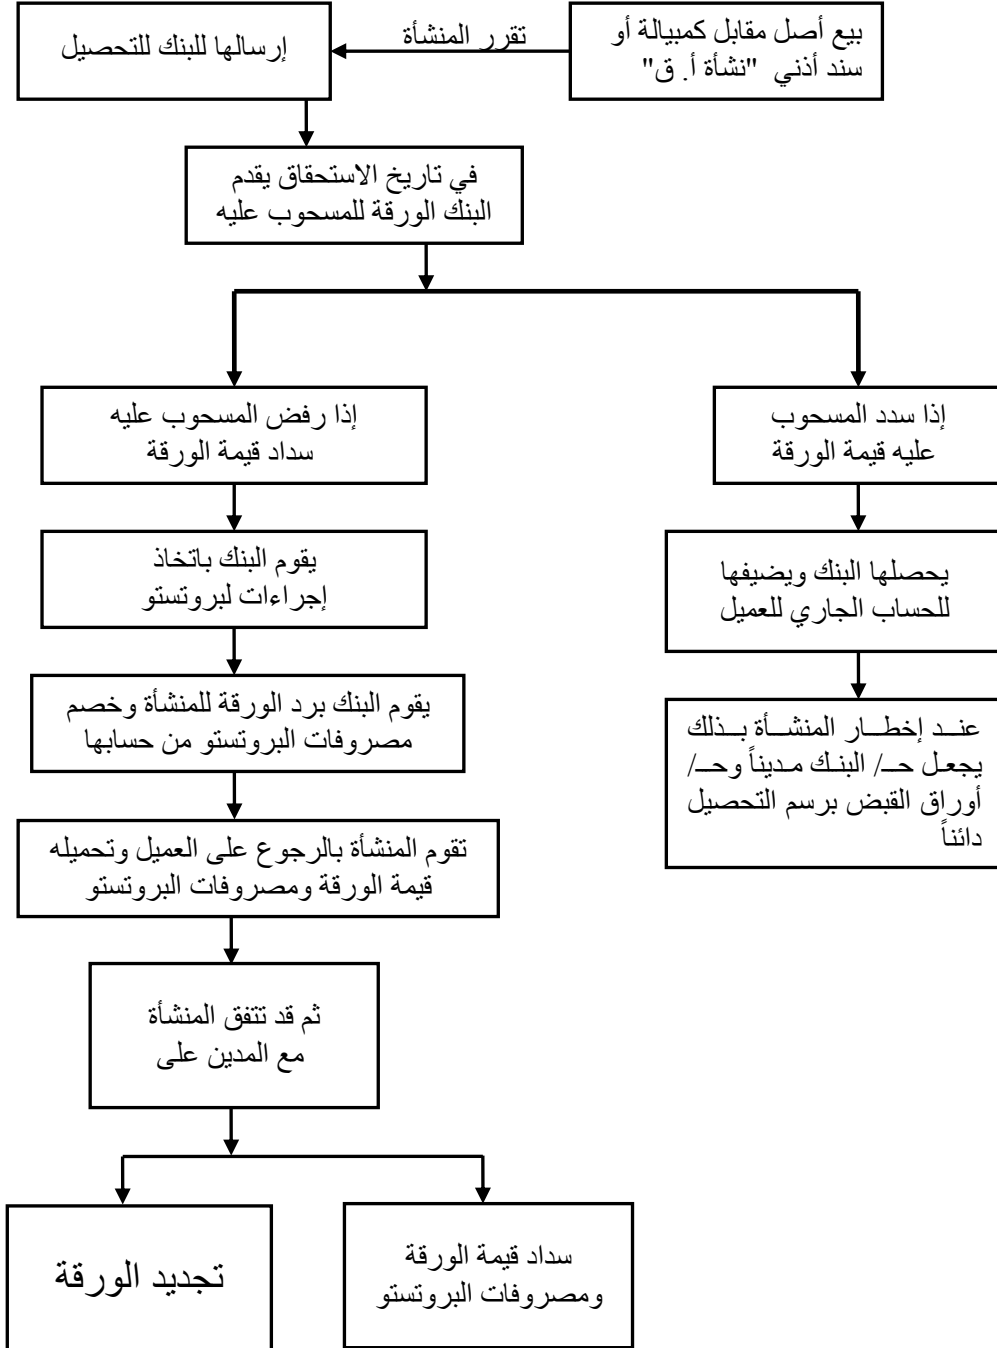 بيع أصل مقابل كمبيالة أو
سند أذني "نشأة أ. ق"
تقرر المنشأة
إرسالها للبنك للتحصيل
في تاريخ الاستحقاق يقدم
البنك الورقة للمسحوب عليه
إذا سدد المسحوب
عليه قيمة الورقة
يحصلها البنك ويضيفها
للحساب الجاري للعميل
عند إخطار المنشأة بذلك
يجعل حـ/ البنك مديناً وحـ/
أوراق القبض برسم التحصيل
دائناً
إذا رفض المسحوب عليه
سداد قيمة الورقة
يقوم البنك باتخاذ
إجراءات لبروتستو
يقوم البنك برد الورقة للمنشأة وخصم
مصروفات البروتستو من حسابها
تقوم المنشأة بالرجوع على العميل وتحميله
قيمة الورقة ومصروفات البروتستو
ثم قد تتفق المنشأة
مع المدين على
سداد قيمة الورقة
ومصروفات البروتستو
تجديد الورقة